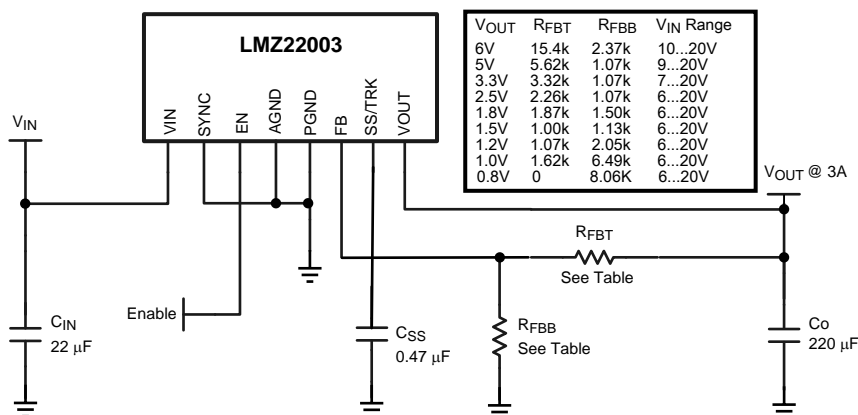 LMZ22003
VIN
SYNC
EN
AGND
PGND
FB
SS/TRK
VOUT
VOUT RFBT RFBB VIN Range
6V 15.4k 2.37k 10...20V
5V 5.62k 1.07k 9...20V
3.3V 3.32k 1.07k 7...20V
2.5V 2.26k 1.07k 6...20V
1.8V 1.87k 1.50k 6...20V
1.5V 1.00k 1.13k 6...20V
1.2V 1.07k 2.05k 6...20V
1.0V 1.62k 6.49k 6...20V
0.8V 0 8.06K 6...20V
VIN
VOUT @ 3A
RFBT
See Table
Enable
CIN
22 μF
CSS
0.47 μF
RFBB
See Table
Co
220 μF